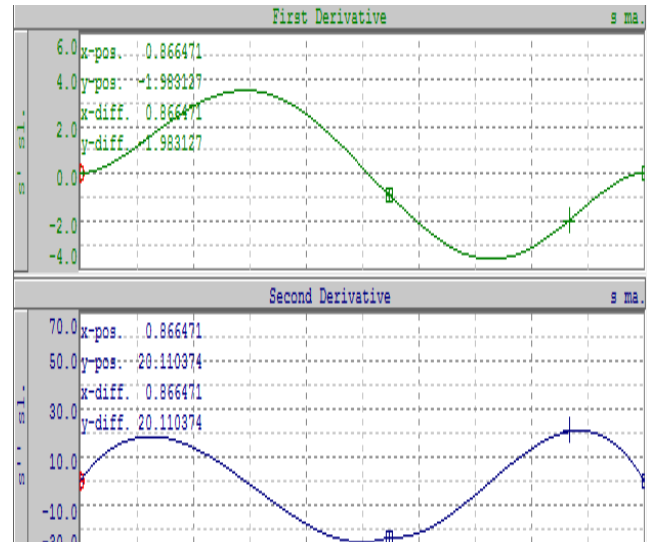 First Derivative s ma.
6.0
x-pos. 0.866471
4.0
y-pos. -1.983127
x-diff. 0.866471
2.0
y-diff. -1.983127
0.0
-2.0
-4.0
s' sl.
Second Derivative s ma.
70.0
x-pos. 0.866471
50.0
y-pos. 20.110374
x-diff. 0.866471
30.0
y-diff. 20.110374
10.0
-10.0
-30.0